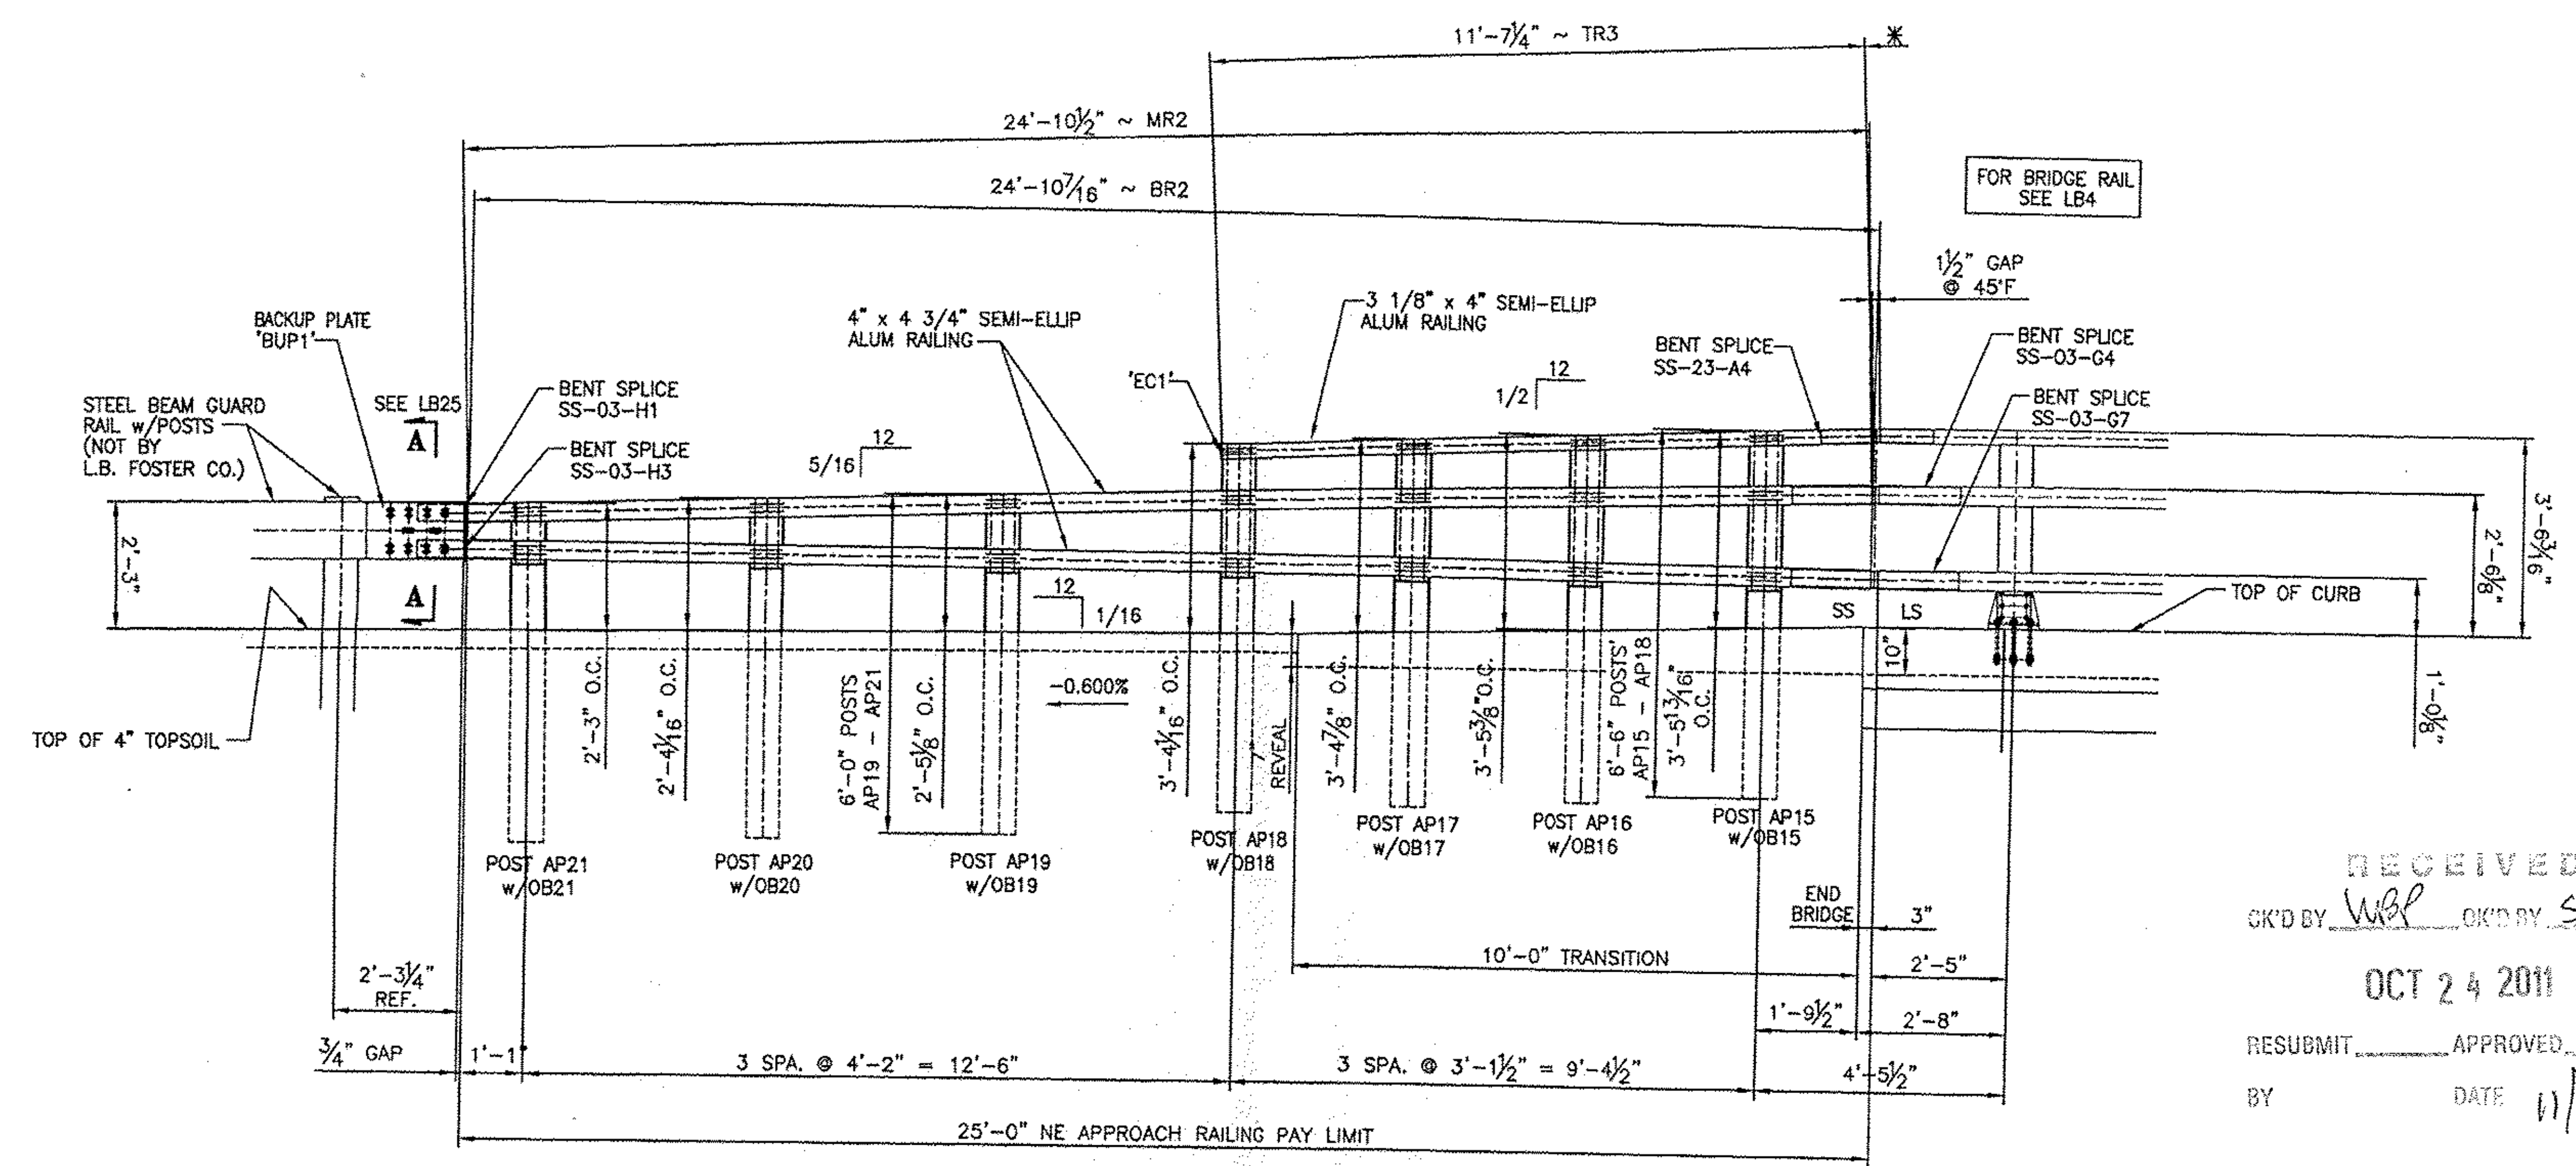 11'-7¼" ~ TR3
*
24'-10½" ~ MR2
24'-10⁷⁄₁₆" ~ BR2
FOR BRIDGE RAIL
SEE LB4
1½" GAP
@ 45°F
BACKUP PLATE
'BUP1'
4" x 4 3/4" SEMI-ELLIP
ALUM RAILING
3 1/8" x 4" SEMI-ELLIP
ALUM RAILING
BENT SPLICE
SS-23-A4
BENT SPLICE
SS-03-G4
BENT SPLICE
SS-03-G7
'EC1'
12
1/2
STEEL BEAM GUARD
RAIL w/POSTS
(NOT BY
L.B. FOSTER CO.)
SEE LB25
A
BENT SPLICE
SS-03-H1
BENT SPLICE
SS-03-H3
12
5/16
2'-3"
A
12
1/16
SS
LS
TOP OF CURB
10"
3'-6³⁄₁₆"
2'-6⅛"
1'-0⅛"
TOP OF 4" TOPSOIL
2'-3" O.C.
2'-4¹⁄₁₆" O.C.
6'-0" POSTS
AP19 - AP21
2'-5⅛" O.C.
-0.600%
3'-4¹⁄₁₆" O.C.
REVEAL
3'-4⅞" O.C.
3'-5⅜"O.C.
6'-6" POSTS
AP15 - AP18
3'-5¹³⁄₁₆"
O.C.
POST AP21
w/OB21
POST AP20
w/OB20
POST AP19
w/OB19
POST AP18
w/OB18
POST AP17
w/OB17
POST AP16
w/OB16
POST AP15
w/OB15
END
BRIDGE
3"
10'-0" TRANSITION
2'-5"
2'-3¼"
REF.
1'-9½"
2'-8"
¾" GAP
1'-1
3 SPA. @ 4'-2" = 12'-6"
3 SPA. @ 3'-1½" = 9'-4½"
4'-5½"
25'-0" NE APPROACH RAILING PAY LIMIT
RECEIVED
OK'D BY WBP OK'D BY S
OCT 24 2011
RESUBMIT APPROVED
BY DATE 11/